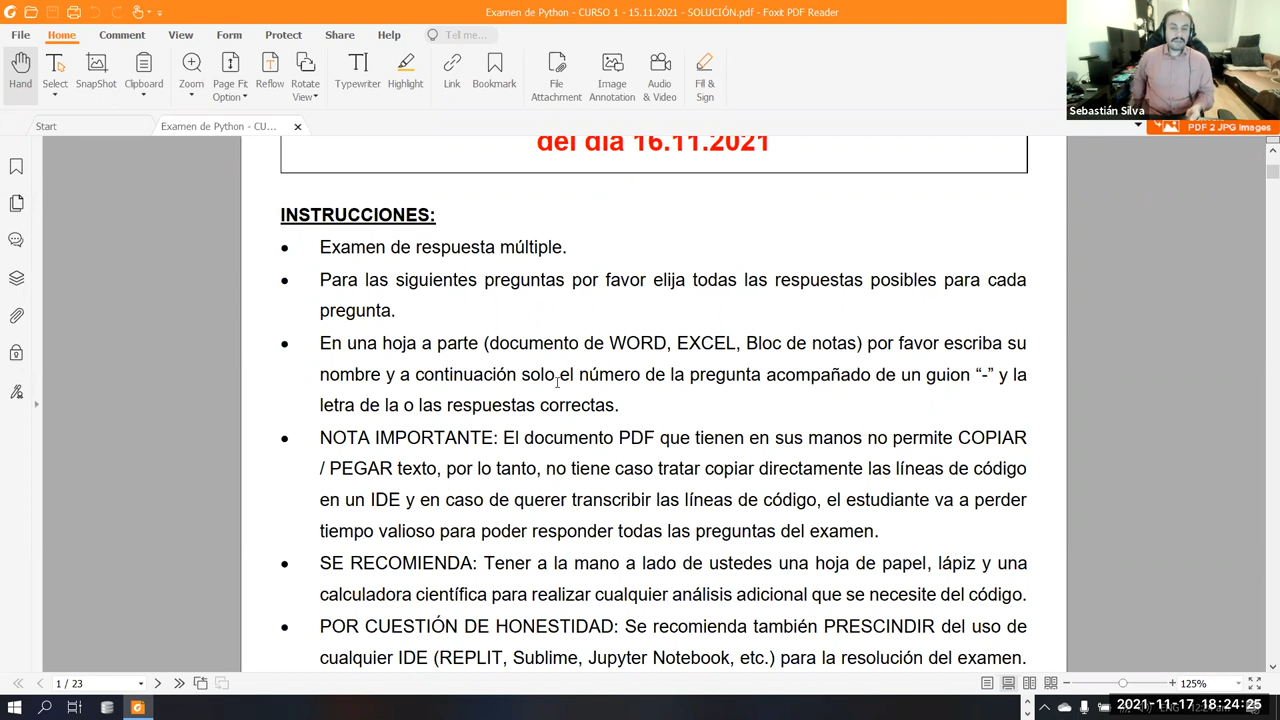 Examen de Python - CURSO 1 - 15.11.2021 - SOLUCIÓN.pdf - Foxit PDF Reader
File Home Comment View Form Protect Share Help Tell me...
Hand Select SnapShot Clipboard Zoom Page Fit Option Reflow Rotate View Typewriter Highlight Link Bookmark File Attachment Image Annotation Audio & Video Fill & Sign
Sebastián Silva
Start Examen de Python - CU...
PDF 2 JPG Images
del día 16.11.2021
INSTRUCCIONES:
• Examen de respuesta múltiple.
• Para las siguientes preguntas por favor elija todas las respuestas posibles para cada
pregunta.
• En una hoja a parte (documento de WORD, EXCEL, Bloc de notas) por favor escriba su
nombre y a continuación solo el número de la pregunta acompañado de un guion “-” y la
letra de la o las respuestas correctas.
• NOTA IMPORTANTE: El documento PDF que tienen en sus manos no permite COPIAR
/ PEGAR texto, por lo tanto, no tiene caso tratar copiar directamente las líneas de código
en un IDE y en caso de querer transcribir las líneas de código, el estudiante va a perder
tiempo valioso para poder responder todas las preguntas del examen.
• SE RECOMIENDA: Tener a la mano a lado de ustedes una hoja de papel, lápiz y una
calculadora científica para realizar cualquier análisis adicional que se necesite del código.
• POR CUESTIÓN DE HONESTIDAD: Se recomienda también PRESCINDIR del uso de
cualquier IDE (REPLIT, Sublime, Jupyter Notebook, etc.) para la resolución del examen.
1 / 23
125%
2021-11-17 18:24:25